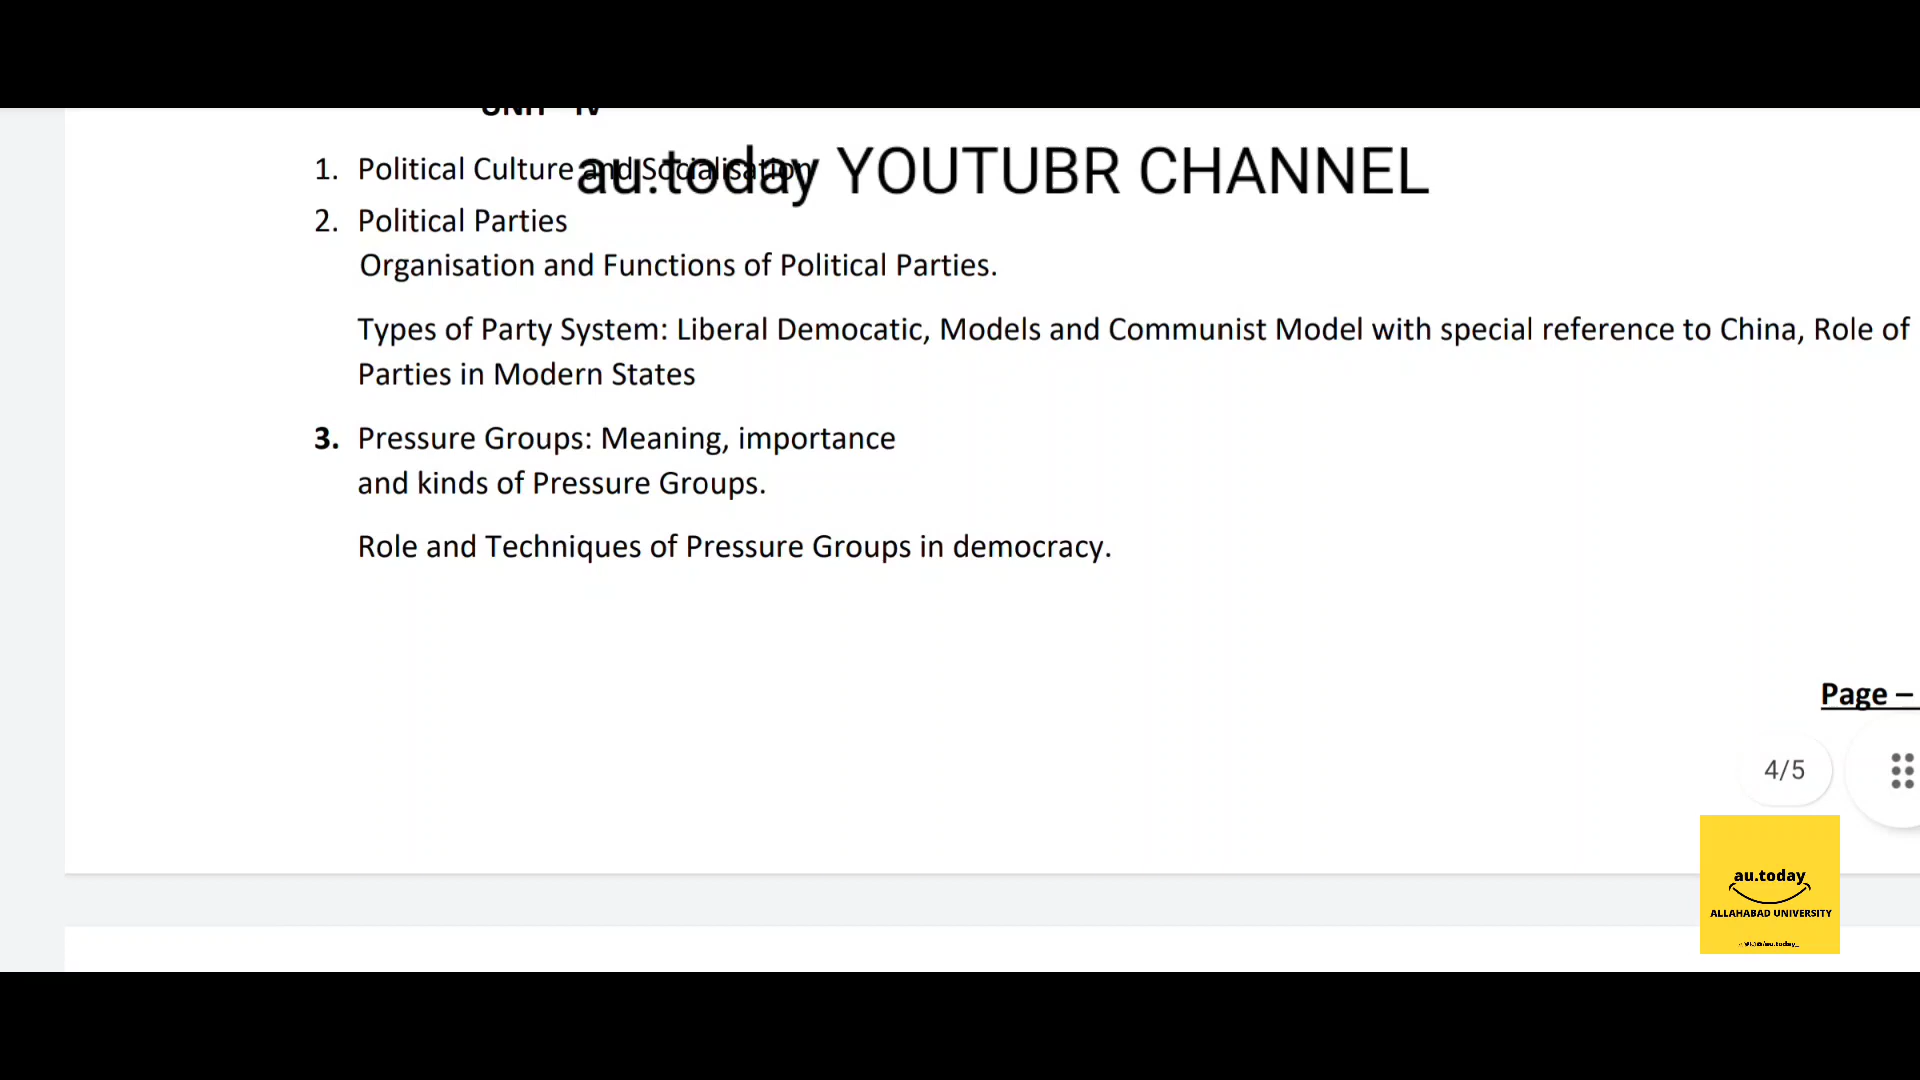 UNIT - IV
au.today YOUTUBR CHANNEL
1. Political Culture and Socialisation
2. Political Parties
Organisation and Functions of Political Parties.
Types of Party System: Liberal Democatic, Models and Communist Model with special reference to China, Role of
Parties in Modern States
3. Pressure Groups: Meaning, importance
and kinds of Pressure Groups.
Role and Techniques of Pressure Groups in democracy.
Page –
4/5
au.today
ALLAHABAD UNIVERSITY